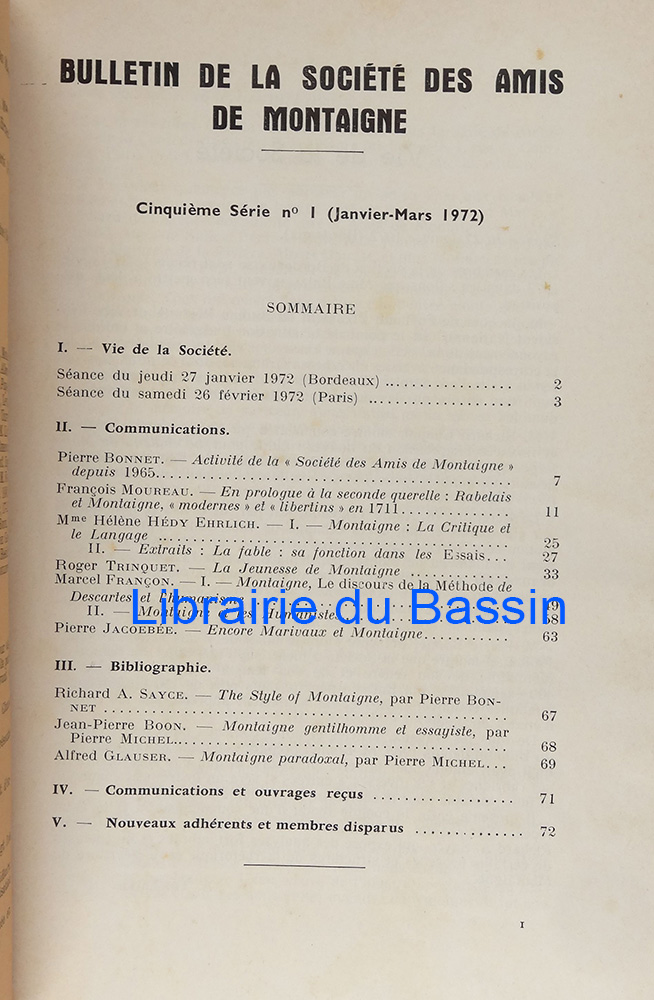 BULLETIN DE LA SOCIÉTÉ DES AMIS
DE MONTAIGNE
Cinquième Série nº 1 (Janvier-Mars 1972)
SOMMAIRE
I. — Vie de la Société.
Séance du jeudi 27 janvier 1972 (Bordeaux) .................. 2
Séance du samedi 26 février 1972 (Paris) .................. 3
II. — Communications.
Pierre BONNET. — Activité de la « Société des Amis de Montaigne »
depuis 1965.................. 7
François MOUREAU. — En prologue à la seconde querelle : Rabelais
et Montaigne, « modernes » et « libertins » en 1711.............. 11
Mme Hélène HÉDY EHRLICH. — I. — Montaigne : La Critique et
le Langage .................. 25
II. — Extraits : La fable : sa fonction dans les Essais... 27
Roger TRINQUET. — La Jeunesse de Montaigne .............. 33
Marcel FRANÇON. — I. — Montaigne, Le discours de la Méthode de
Descartes et l'humanisme
Librairie du Bassin
II. — Montaigne Humanistes 58
Pierre JACOEBÉE. — Encore Marivaux et Montaigne............ 63
III. — Bibliographie.
Richard A. SAYCE. — The Style of Montaigne, par Pierre BON-
NET .................. 67
Jean-Pierre BOON. — Montaigne gentilhomme et essayiste, par
Pierre MICHEL.................. 68
Alfred GLAUSER. — Montaigne paradoxal, par Pierre MICHEL... 69
IV. — Communications et ouvrages reçus .................. 71
V. — Nouveaux adhérents et membres disparus .............. 72
1